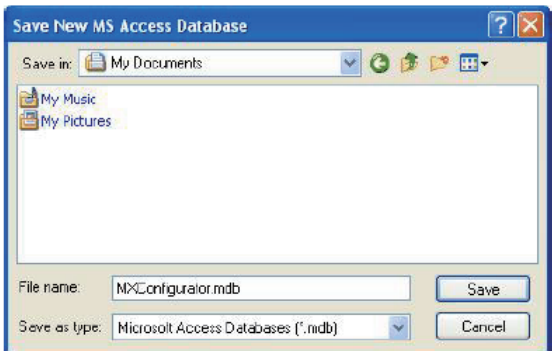 Save New MS Access Database
Save in: My Documents
My Music
My Pictures
File name: MXConfigurator.mdb Save
Save as type: Microsoft Access Databases (*.mdb) Cancel